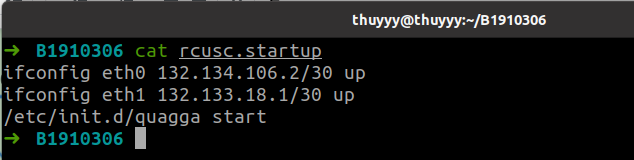 thuyyy@thuyyy:~/B1910306
➜ B1910306 cat rcusc.startup
ifconfig eth0 132.134.106.2/30 up
ifconfig eth1 132.133.18.1/30 up
/etc/init.d/quagga start
➜ B1910306